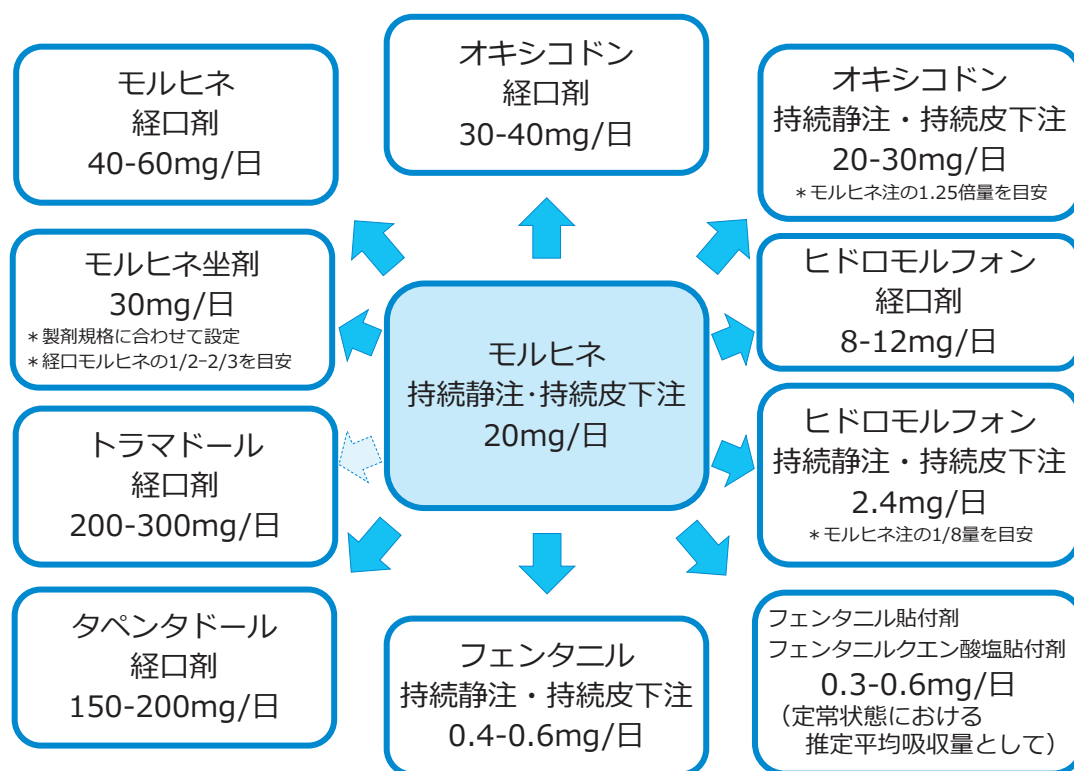 モルヒネ
経口剤
40-60mg/日
オキシコドン
経口剤
30-40mg/日
オキシコドン
持続静注・持続皮下注
20-30mg/日
＊モルヒネ注の1.25倍量を目安
モルヒネ坐剤
30mg/日
＊製剤規格に合わせて設定
＊経口モルヒネの1/2-2/3を目安
モルヒネ
持続静注･持続皮下注
20mg/日
ヒドロモルフォン
経口剤
8-12mg/日
トラマドール
経口剤
200-300mg/日
ヒドロモルフォン
持続静注・持続皮下注
2.4mg/日
＊モルヒネ注の1/8量を目安
タペンタドール
経口剤
150-200mg/日
フェンタニル
持続静注・持続皮下注
0.4-0.6mg/日
フェンタニル貼付剤
フェンタニルクエン酸塩貼付剤
0.3-0.6mg/日
（定常状態における
推定平均吸収量として）